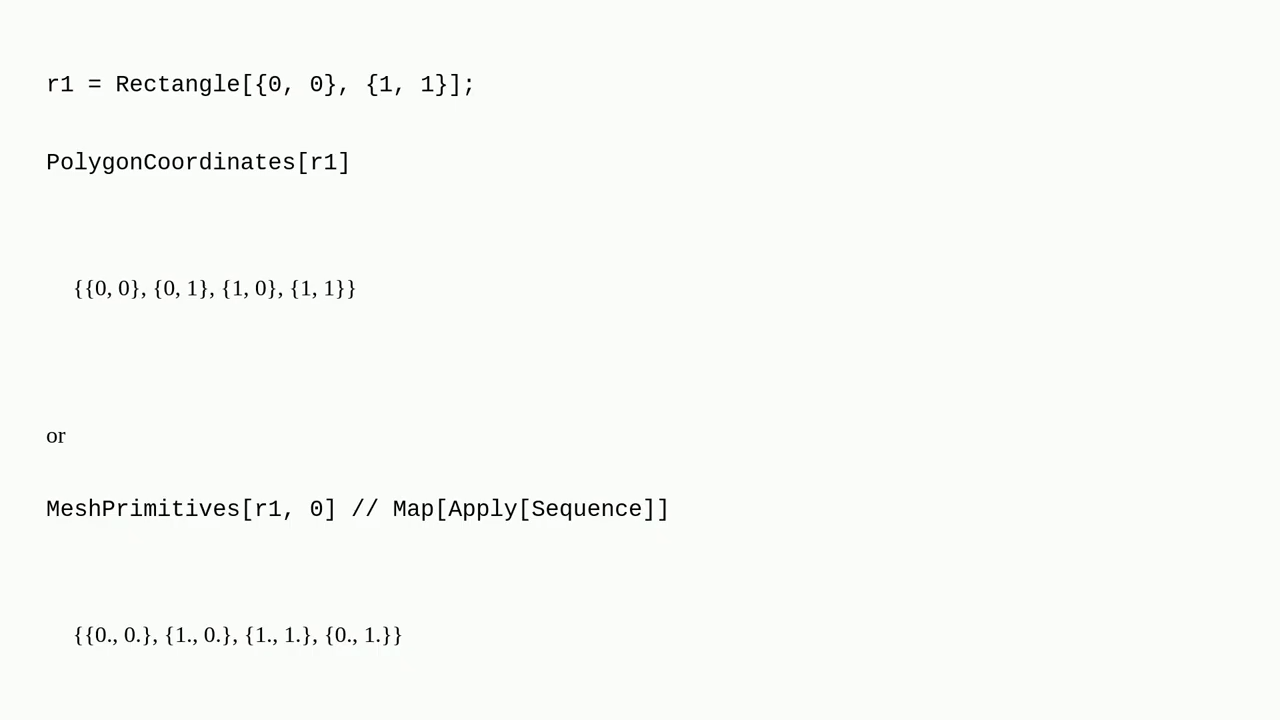 r1 = Rectangle[{0, 0}, {1, 1}];
PolygonCoordinates[r1]
{{0, 0}, {0, 1}, {1, 0}, {1, 1}}
or
MeshPrimitives[r1, 0] // Map[Apply[Sequence]]
{{0., 0.}, {1., 0.}, {1., 1.}, {0., 1.}}